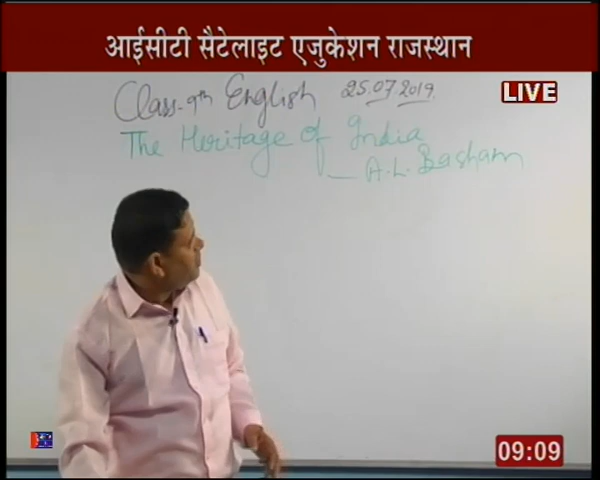 आईसीटी सैटेलाइट एजुकेशन राजस्थान
LIVE
Class-9th English 25.07.2019
The Heritage of India
- A.L. Basham
09:09